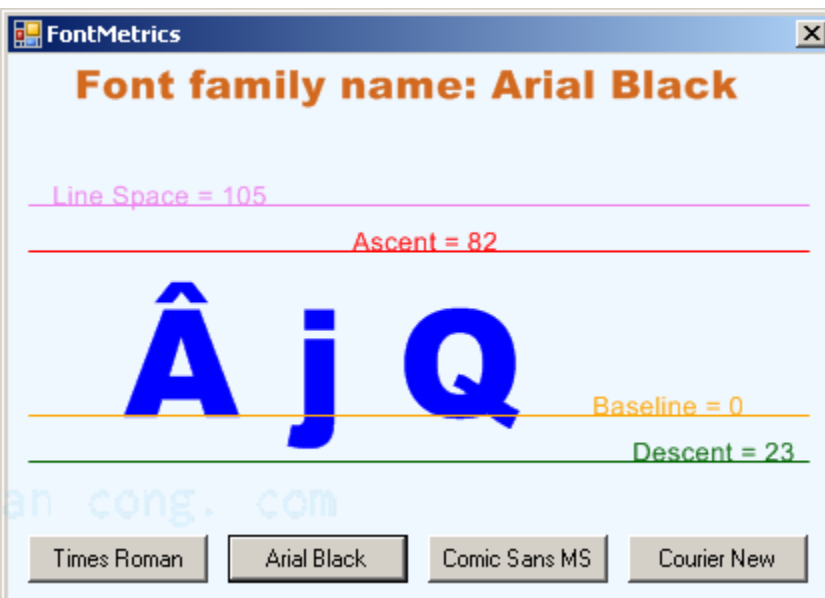 FontMetrics
Font family name: Arial Black
Line Space = 105
Ascent = 82
Â j Q
Baseline = 0
Descent = 23
an cong. com
Times Roman
Arial Black
Comic Sans MS
Courier New